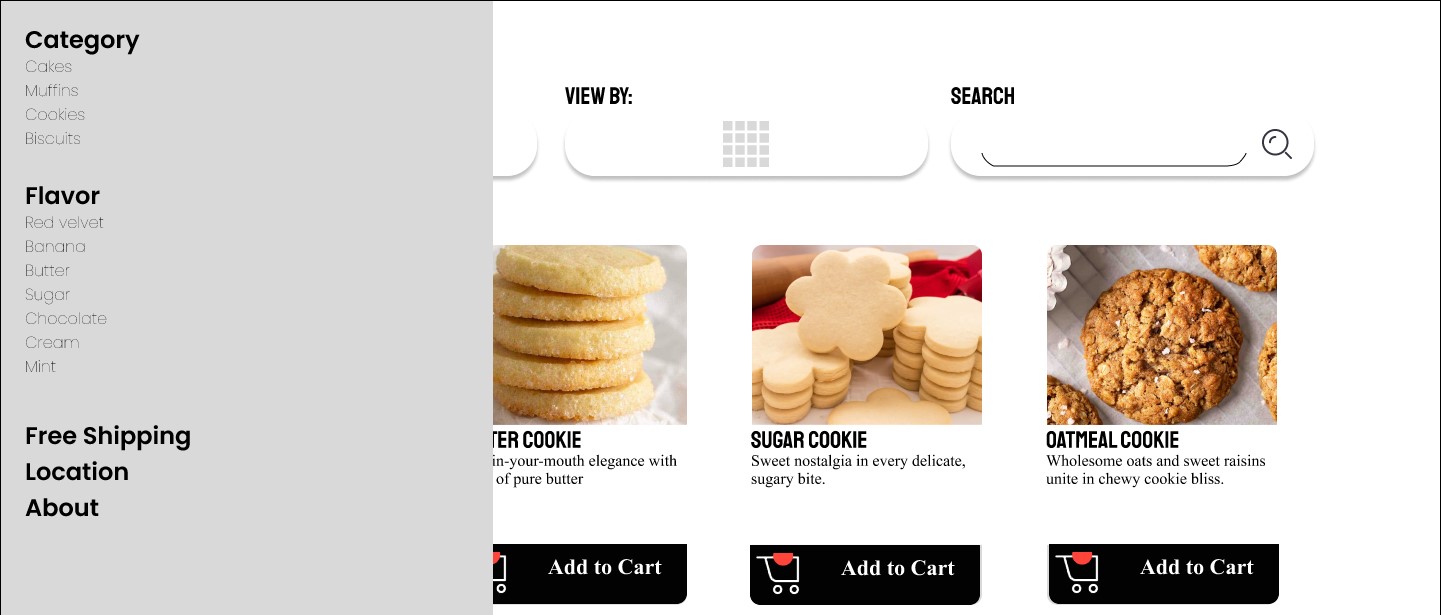 Category
Cakes
Muffins
Cookies
Biscuits
Flavor
Red velvet
Banana
Butter
Sugar
Chocolate
Cream
Mint
Free Shipping
Location
About
VIEW BY:
SEARCH
TER COOKIE
in-your-mouth elegance with
of pure butter
Add to Cart
SUGAR COOKIE
Sweet nostalgia in every delicate,
sugary bite.
Add to Cart
OATMEAL COOKIE
Wholesome oats and sweet raisins
unite in chewy cookie bliss.
Add to Cart